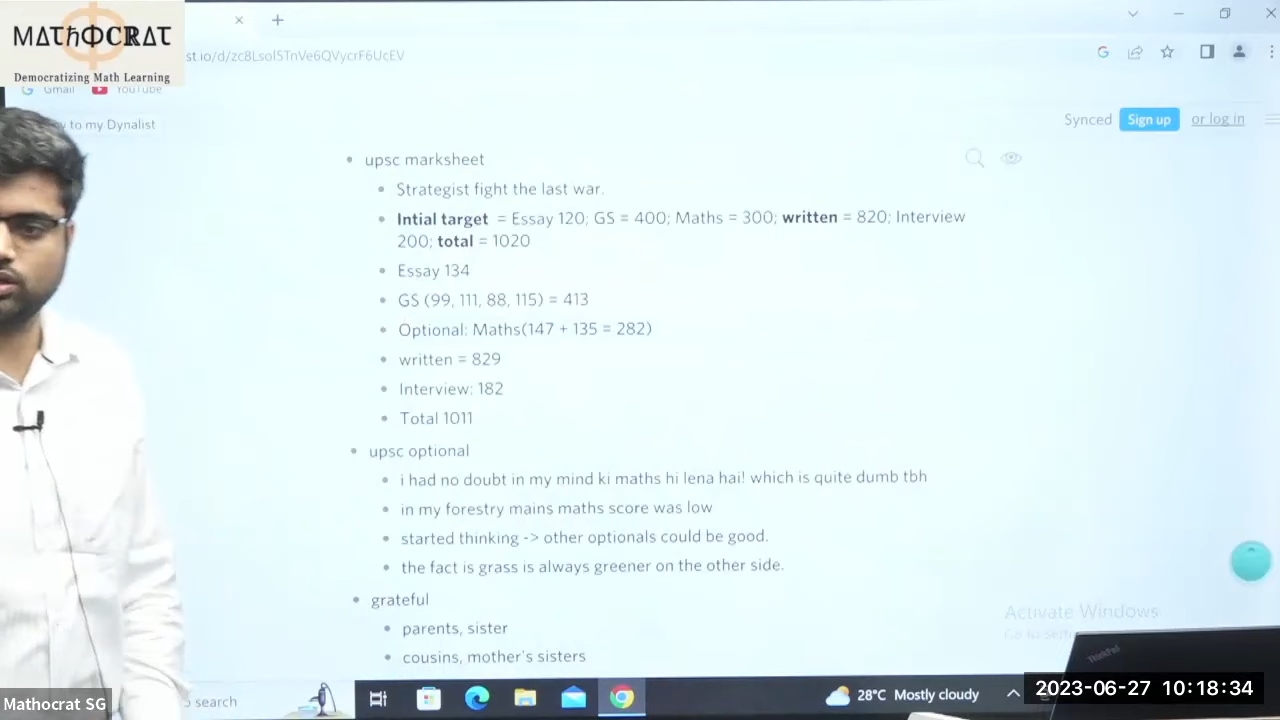 MATħΦCRΔT
Democratizing Math Learning
st.io/d/zc8Lsol5TnVe6QVycrF6UcEV
Gmail YouTube
to my Dynalist
Synced Sign up or log in
upsc marksheet
Strategist fight the last war.
Intial target = Essay 120; GS = 400; Maths = 300; written = 820; Interview
200; total = 1020
Essay 134
GS (99, 111, 88, 115) = 413
Optional: Maths(147 + 135 = 282)
written = 829
Interview: 182
Total 1011
upsc optional
i had no doubt in my mind ki maths hi lena hai! which is quite dumb tbh
in my forestry mains maths score was low
started thinking -> other optionals could be good.
the fact is grass is always greener on the other side.
grateful
parents, sister
cousins, mother's sisters
Activate Windows
ThinkPad
Mathocrat SG
search
28°C Mostly cloudy
2023-06-27 10:18:34